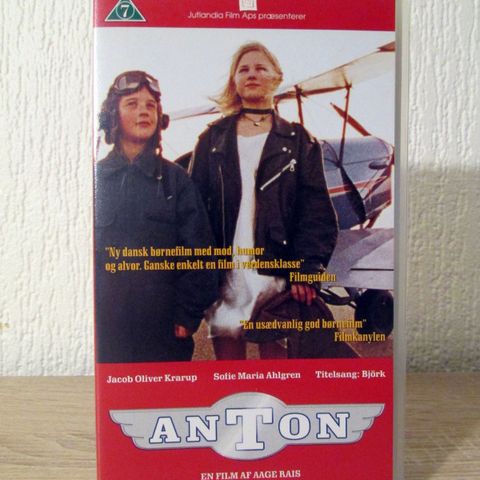 7
Jutlandia Film Aps præsenterer
"Ny dansk børnefilm med mod, humor
og alvor. Ganske enkelt en film i verdensklasse"
Filmguiden
"En usædvanlig god børnefilm"
Filmkanylen
Jacob Oliver Krarup Sofie Maria Ahlgren Titelsang: Björk
ANTON
EN FILM AF AAGE RAIS